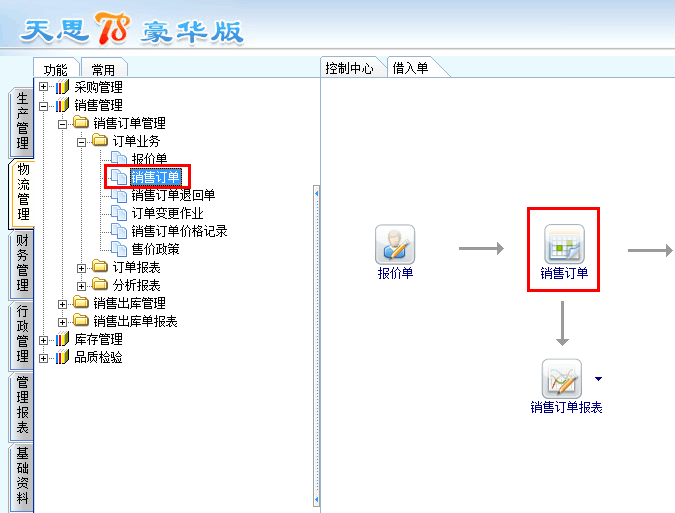 天思T8豪华版
功能
常用
控制中心
借入单
生产管理
物流管理
财务管理
行政管理
管理报表
基础资料
采购管理
销售管理
销售订单管理
订单业务
报价单
销售订单
销售订单退回单
订单变更作业
销售订单价格记录
售价政策
订单报表
分析报表
销售出库管理
销售出库单报表
库存管理
品质检验
报价单
销售订单
销售订单报表